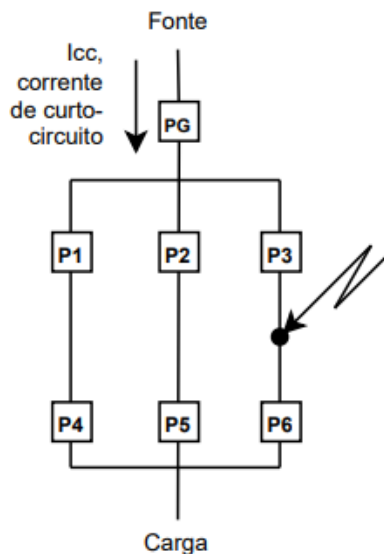 Fonte
Icc,
corrente
de curto-
circuito
PG
P1
P2
P3
P4
P5
P6
Carga